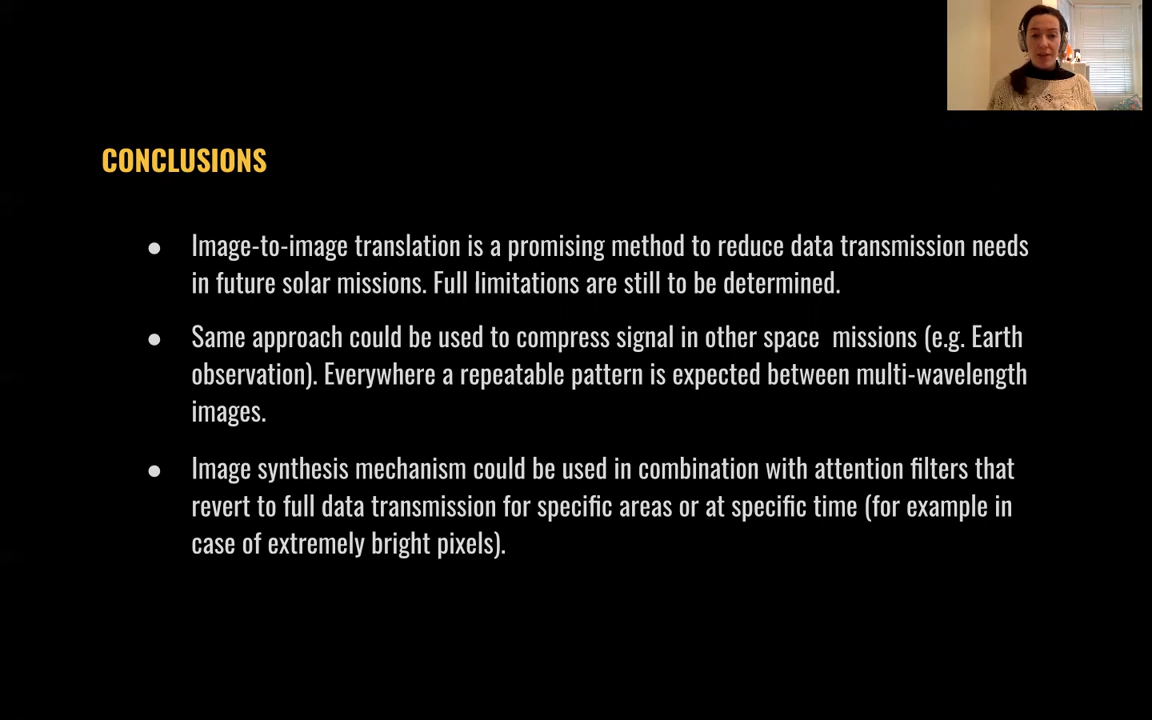 CONCLUSIONS
● Image-to-image translation is a promising method to reduce data transmission needs
in future solar missions. Full limitations are still to be determined.
● Same approach could be used to compress signal in other space  missions (e.g. Earth
observation). Everywhere a repeatable pattern is expected between multi-wavelength
images.
● Image synthesis mechanism could be used in combination with attention filters that
revert to full data transmission for specific areas or at specific time (for example in
case of extremely bright pixels).